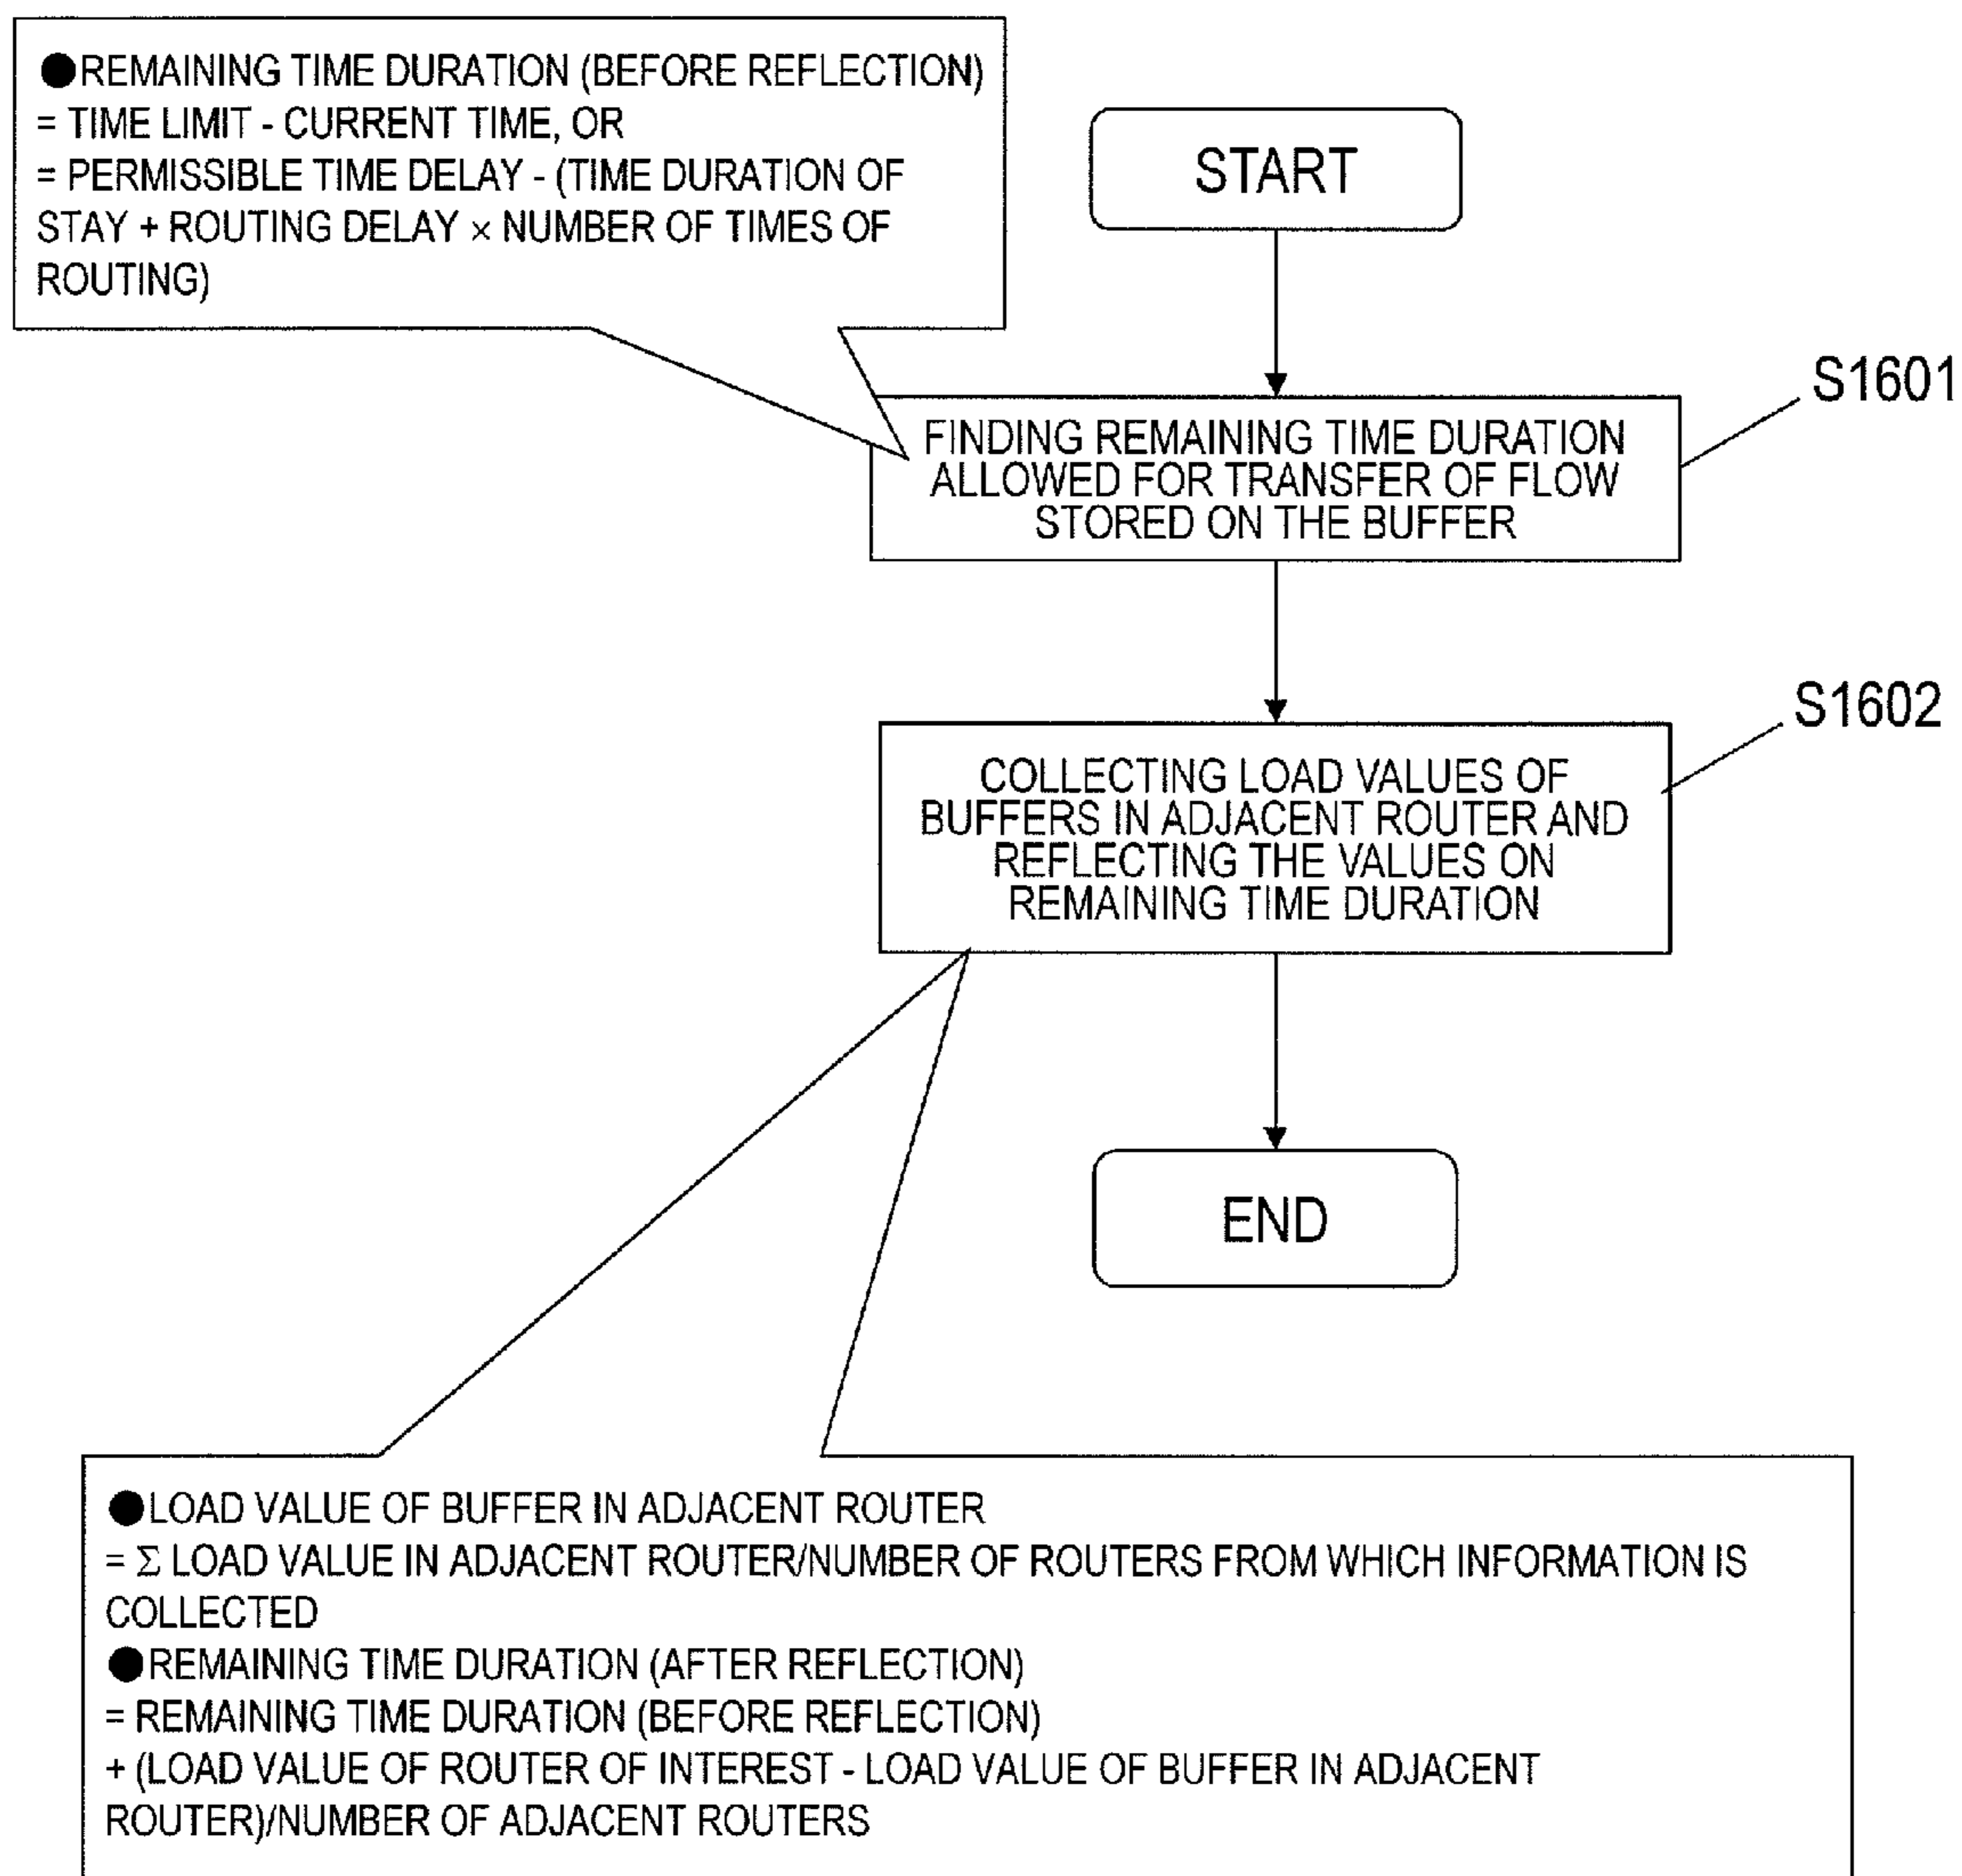 ●REMAINING TIME DURATION (BEFORE REFLECTION)
= TIME LIMIT - CURRENT TIME, OR
= PERMISSIBLE TIME DELAY - (TIME DURATION OF
STAY + ROUTING DELAY × NUMBER OF TIMES OF
ROUTING)
START
S1601
FINDING REMAINING TIME DURATION
ALLOWED FOR TRANSFER OF FLOW
STORED ON THE BUFFER
S1602
COLLECTING LOAD VALUES OF
BUFFERS IN ADJACENT ROUTER AND
REFLECTING THE VALUES ON
REMAINING TIME DURATION
END
●LOAD VALUE OF BUFFER IN ADJACENT ROUTER
= Σ LOAD VALUE IN ADJACENT ROUTER/NUMBER OF ROUTERS FROM WHICH INFORMATION IS
COLLECTED
●REMAINING TIME DURATION (AFTER REFLECTION)
= REMAINING TIME DURATION (BEFORE REFLECTION)
+ (LOAD VALUE OF ROUTER OF INTEREST - LOAD VALUE OF BUFFER IN ADJACENT
ROUTER)/NUMBER OF ADJACENT ROUTERS